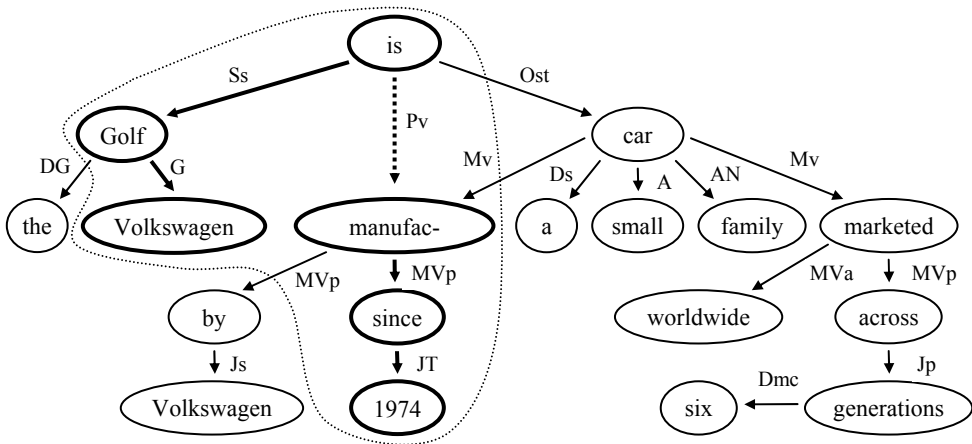 is
Ss
Ost
Pv
Golf
car
DG
G
Mv
Ds
A
AN
Mv
the
Volkswagen
manufac-
a
small
family
marketed
MVp
MVp
MVa
MVp
by
since
worldwide
across
Js
JT
Jp
Dmc
Volkswagen
1974
six
generations